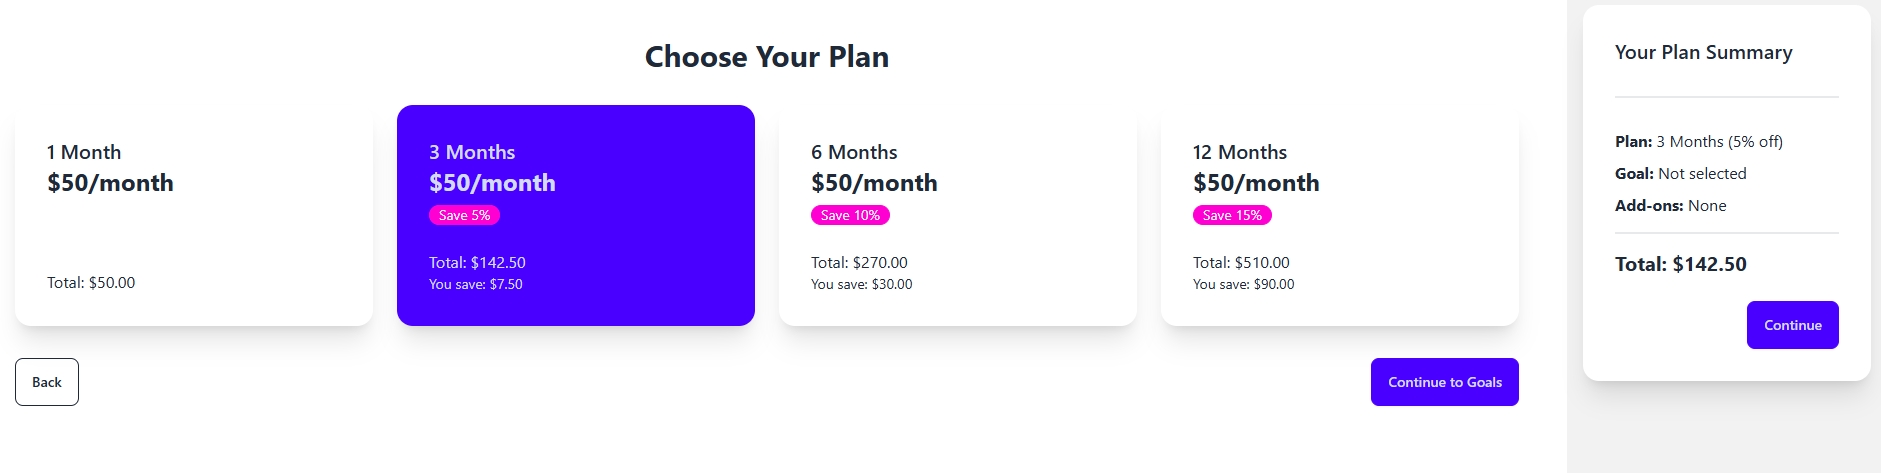 Choose Your Plan
1 Month
$50/month
Total: $50.00
3 Months
$50/month
Save 5%
Total: $142.50
You save: $7.50
6 Months
$50/month
Save 10%
Total: $270.00
You save: $30.00
12 Months
$50/month
Save 15%
Total: $510.00
You save: $90.00
Back
Continue to Goals
Your Plan Summary
Plan: 3 Months (5% off)
Goal: Not selected
Add-ons: None
Total: $142.50
Continue